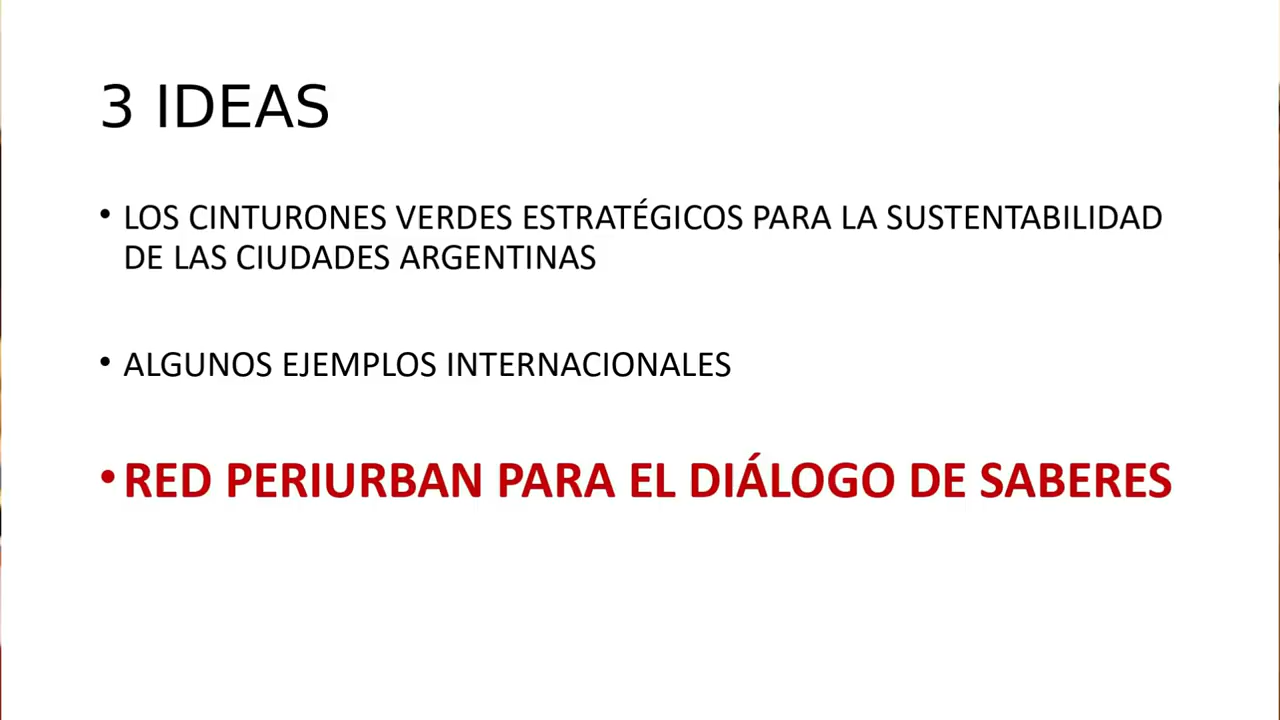 3 IDEAS
• LOS CINTURONES VERDES ESTRATÉGICOS PARA LA SUSTENTABILIDAD
DE LAS CIUDADES ARGENTINAS
• ALGUNOS EJEMPLOS INTERNACIONALES
• RED PERIURBAN PARA EL DIÁLOGO DE SABERES